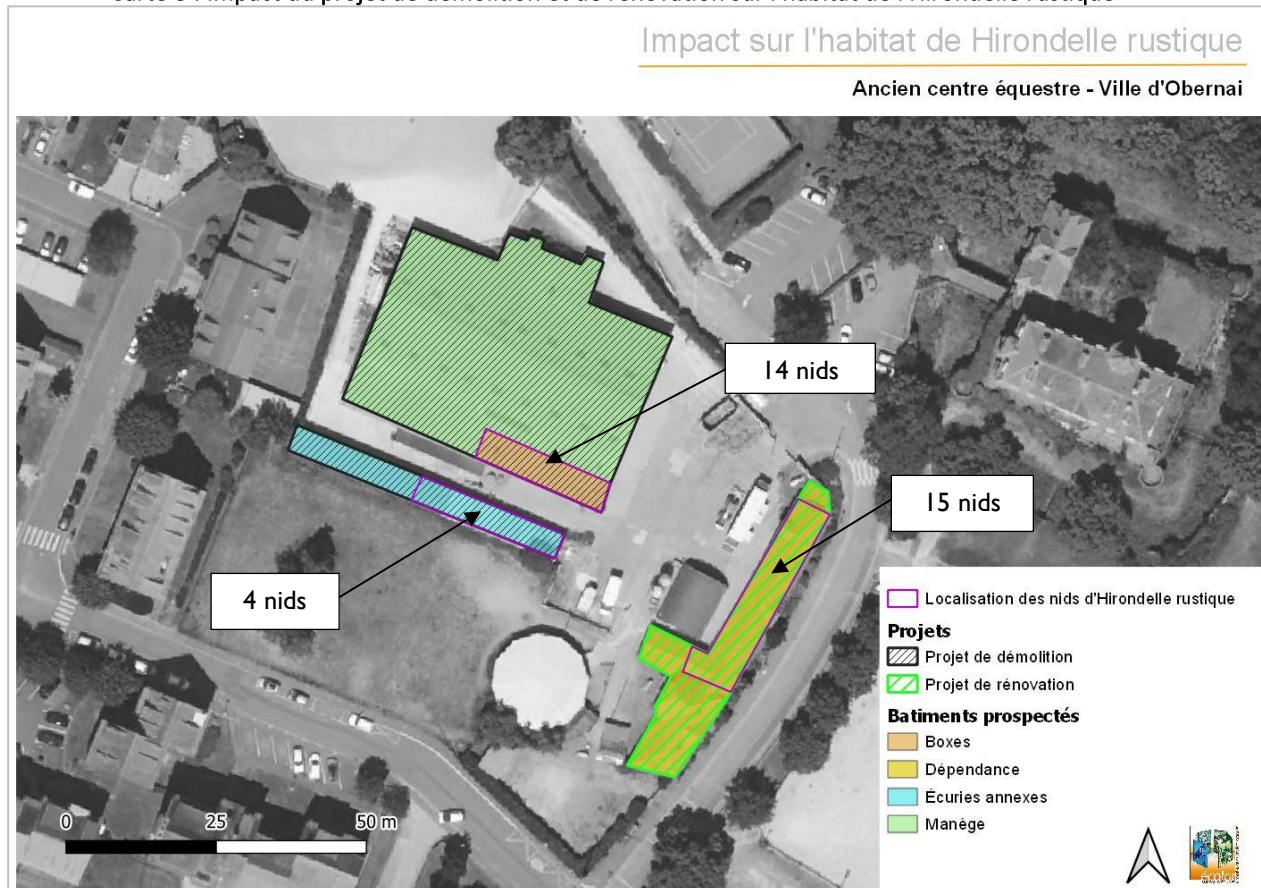 Impact sur l'habitat de Hirondelle rustique
Ancien centre équestre - Ville d'Obernai
14 nids
15 nids
4 nids
Localisation des nids d'Hirondelle rustique
Projets
Projet de démolition
Projet de rénovation
Batiments prospectés
Boxes
Dépendance
Écuries annexes
Manège
0 25 50 m